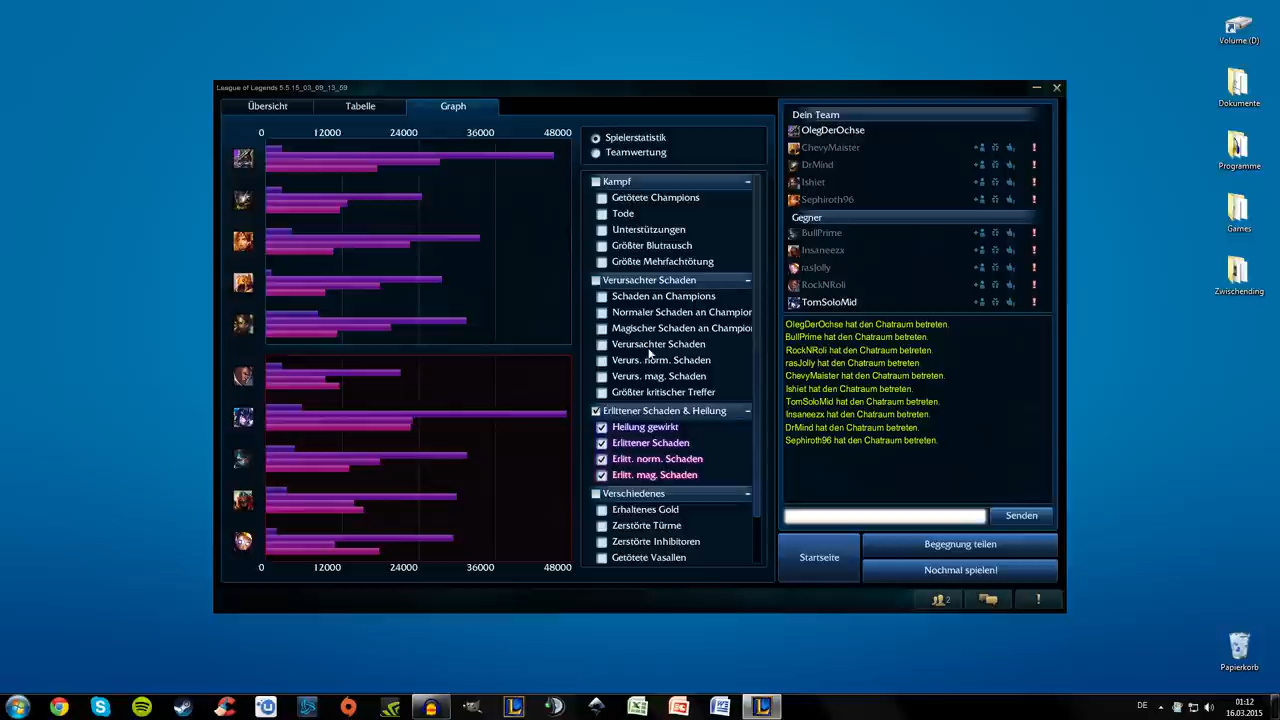 Volume (D)
Dokumente
Programme
Games
Zwischending
Papierkorb
League of Legends 5.5.15_03_09_13_59
Übersicht
Tabelle
Graph
0 12000 24000 36000 48000
0 12000 24000 36000 48000
Spielerstatistik
Teamwertung
Kampf
Getötete Champions
Tode
Unterstützungen
Größter Blutrausch
Größte Mehrfachtötung
Verursachter Schaden
Schaden an Champions
Normaler Schaden an Champion
Magischer Schaden an Champio
Verursachter Schaden
Verurs. norm. Schaden
Verurs. mag. Schaden
Größter kritischer Treffer
Erlittener Schaden & Heilung
Heilung gewirkt
Erlittener Schaden
Erlitt. norm. Schaden
Erlitt. mag. Schaden
Verschiedenes
Erhaltenes Gold
Zerstörte Türme
Zerstörte Inhibitoren
Getötete Vasallen
Dein Team
OlegDerOchse
ChevyMaister
DrMind
Ishiet
Sephiroth96
Gegner
BullPrime
Insaneezx
rasJolly
RockNRoli
TomSoloMid
OlegDerOchse hat den Chatraum betreten.
BullPrime hat den Chatraum betreten.
RockNRoli hat den Chatraum betreten.
rasJolly hat den Chatraum betreten.
ChevyMaister hat den Chatraum betreten.
Ishiet hat den Chatraum betreten.
TomSoloMid hat den Chatraum betreten.
Insaneezx hat den Chatraum betreten.
DrMind hat den Chatraum betreten.
Sephiroth96 hat den Chatraum betreten.
Senden
Startseite
Begegnung teilen
Nochmal spielen!
2
DE
01:12
16.03.2015